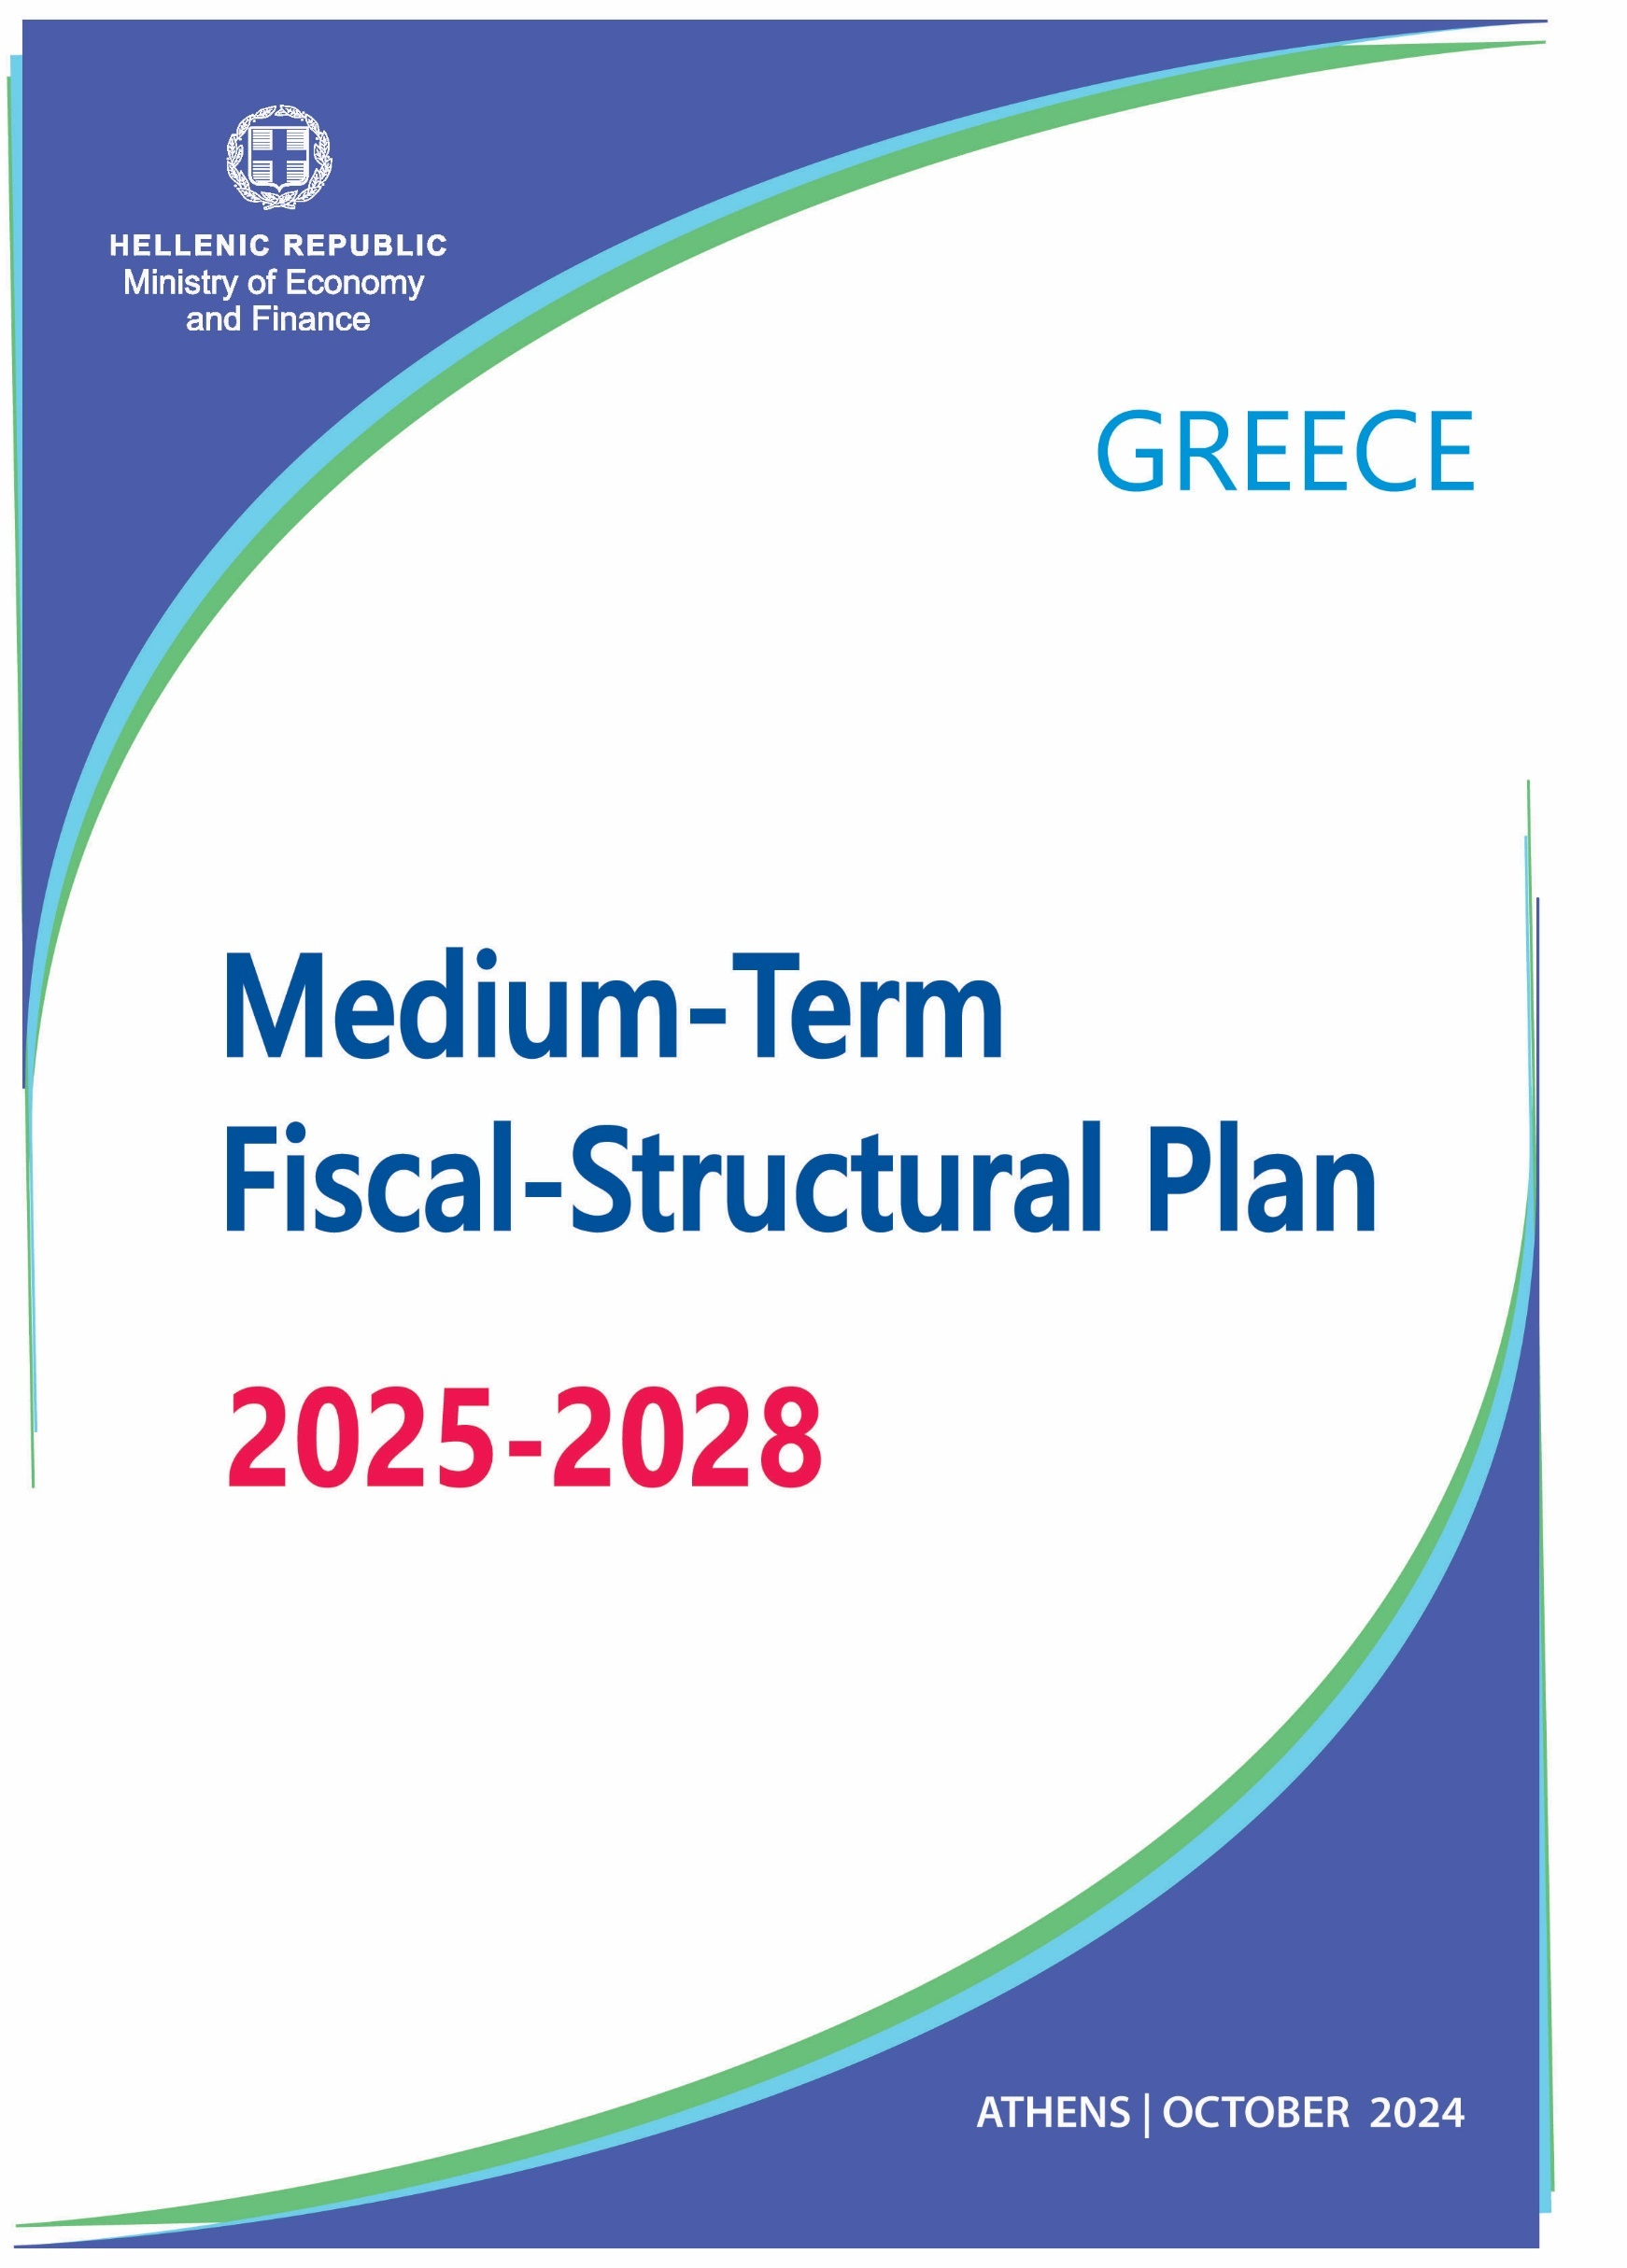 HELLENIC REPUBLIC
Ministry of Economy
and Finance
GREECE
Medium-Term
Fiscal-Structural Plan
2025-2028
ATHENS | OCTOBER 2024